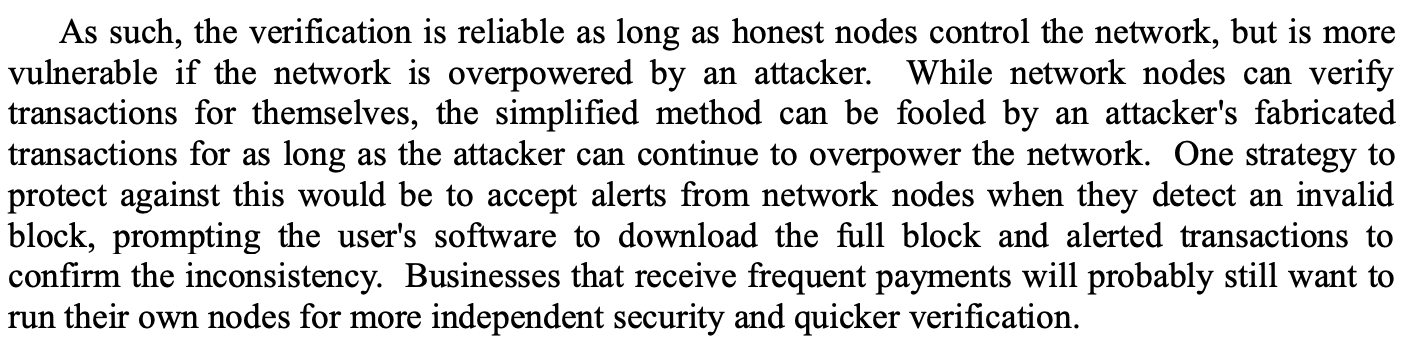 As such, the verification is reliable as long as honest nodes control the network, but is more
vulnerable if the network is overpowered by an attacker.  While network nodes can verify
transactions for themselves, the simplified method can be fooled by an attacker's fabricated
transactions for as long as the attacker can continue to overpower the network.  One strategy to
protect against this would be to accept alerts from network nodes when they detect an invalid
block, prompting the user's software to download the full block and alerted transactions to
confirm the inconsistency.  Businesses that receive frequent payments will probably still want to
run their own nodes for more independent security and quicker verification.